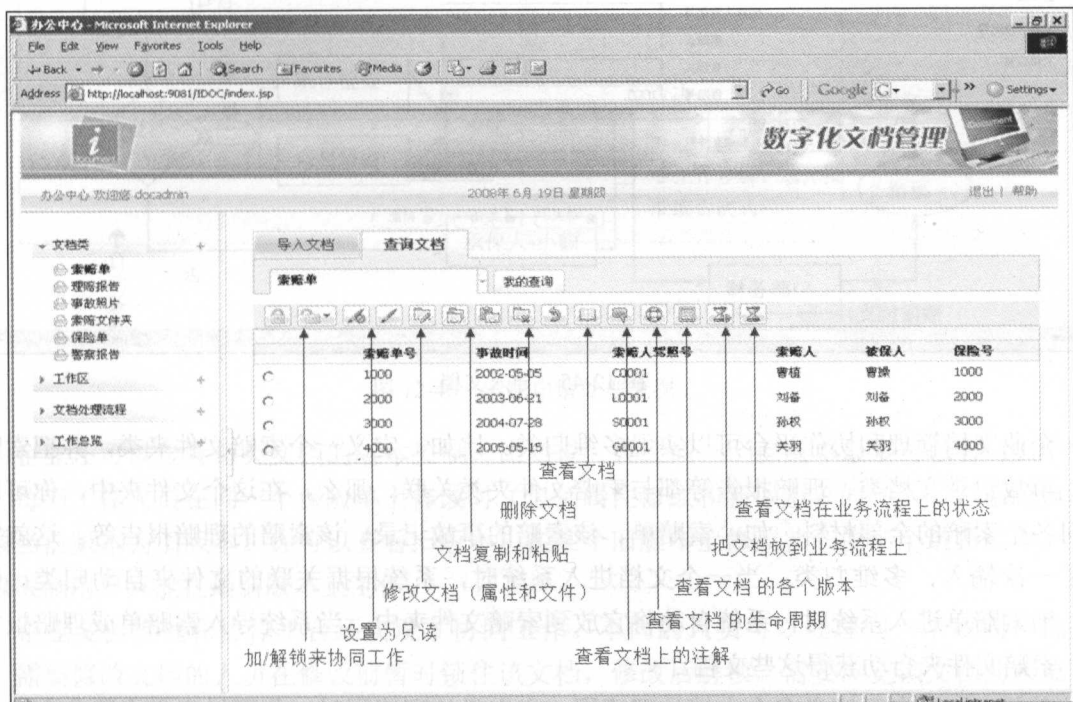 办公中心 - Microsoft Internet Explorer
File Edit View Favorites Tools Help
Back Search Favorites Media
Address http://localhost:9081/IDOC/index.jsp Go Google G Settings
i
Document
数字化文档管理
Document
办公中心 欢迎您 docadmin 2008年 6月 19日 星期四 退出 | 帮助
文档类 +
索赔单
理赔报告
事故照片
索赔文件夹
保险单
警察报告
工作区 +
文档处理流程 +
工作总览 +
导入文档 查询文档
索赔单 我的查询
索赔单号 事故时间 索赔人驾照号 索赔人 被保人 保险号
1000 2002-05-05 C0001 曹植 曹操 1000
2000 2003-06-21 L0001 刘备 刘备 2000
3000 2004-07-28 S0001 孙权 孙权 3000
4000 2005-05-15 G0001 关羽 关羽 4000
查看文档
删除文档 查看文档在业务流程上的状态
文档复制和粘贴 把文档放到业务流程上
修改文档（属性和文件） 查看文档 的各个版本
设置为只读 查看文档的生命周期
加/解锁来协同工作 查看文档上的注解
Local intranet